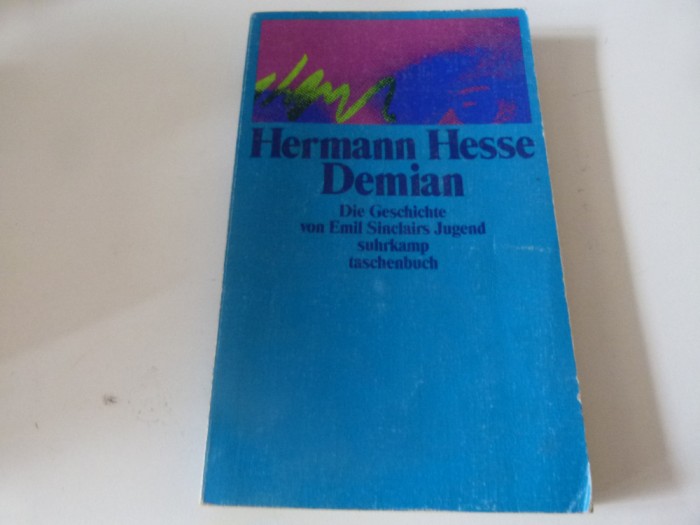 Hermann Hesse
Demian
Die Geschichte
von Emil Sinclairs Jugend
suhrkamp
taschenbuch